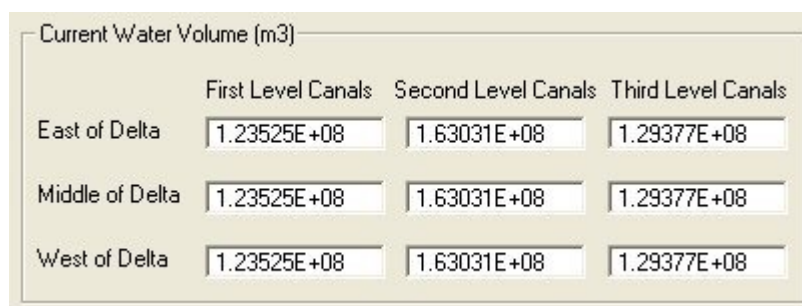 Current Water Volume (m3)
First Level Canals Second Level Canals Third Level Canals
East of Delta 1.23525E+08 1.63031E+08 1.29377E+08
Middle of Delta 1.23525E+08 1.63031E+08 1.29377E+08
West of Delta 1.23525E+08 1.63031E+08 1.29377E+08